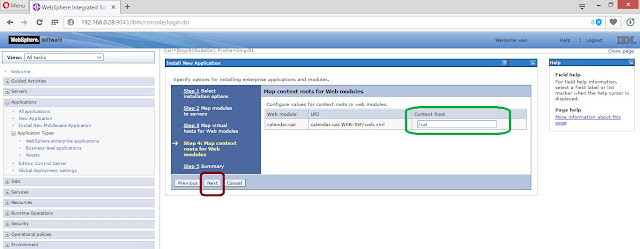 Menu
WebSphere Integrated Sol
192.168.0.28:9043/ibm/console/login.do
WebSphere. software
Welcome was
Help
Logout
IBM.
View: All tasks
Cell=Dmgr01NodeCell, Profile=Dmgr01
Close page
Welcome
Guided Activities
Servers
Applications
All applications
New Application
Install New Middleware Application
Application Types
WebSphere enterprise applications
Business-level applications
Assets
Edition Control Center
Global deployment settings
Jobs
Services
Resources
Runtime Operations
Security
Operational policies
Environment
Install New Application
Specify options for installing enterprise applications and modules.
Step 1 Select installation options
Step 2 Map modules to servers
Step 3 Map virtual hosts for Web modules
Step 4: Map context roots for Web modules
Step 5 Summary
Map context roots for Web modules
Configure values for context roots in web modules.
Web module URI Context Root
calendar.war calendar.war,WEB-INF/web.xml /cal
Previous Next Cancel
Help
Field help
For field help information, select a field label or list marker when the help cursor is displayed.
Page help
More information about this page